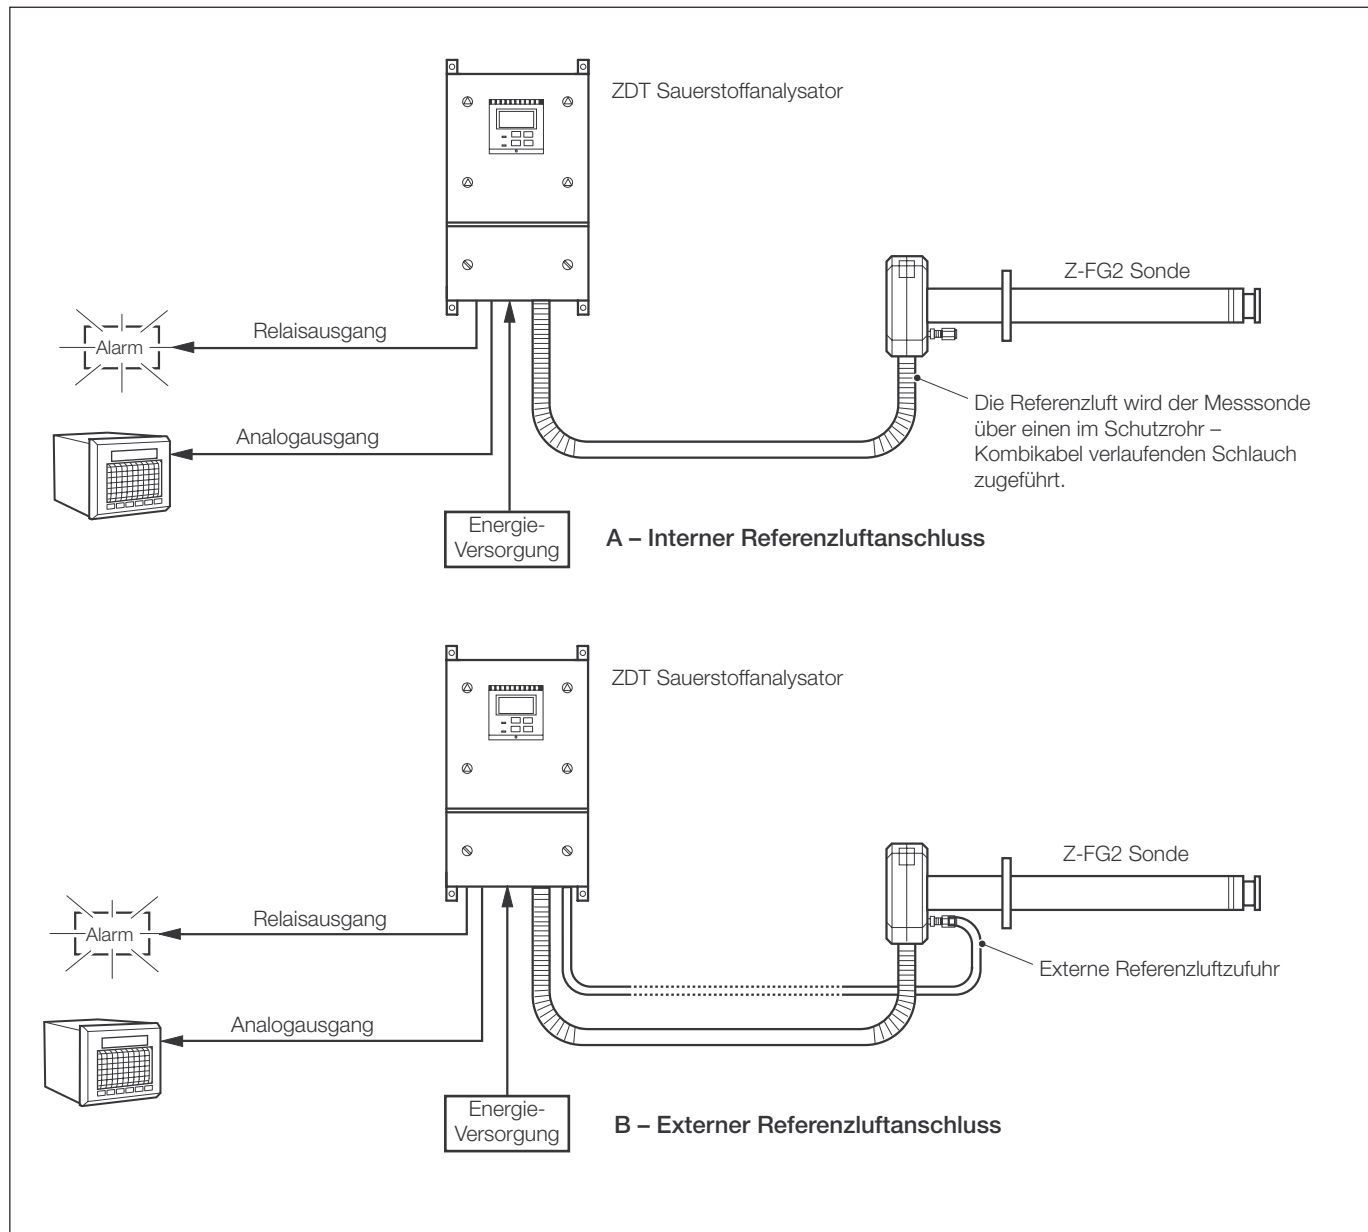 ZDT Sauerstoffanalysator
Z-FG2 Sonde
Relaisausgang
Alarm
Die Referenzluft wird der Messsonde
über einen im Schutzrohr –
Kombikabel verlaufenden Schlauch
zugeführt.
Analogausgang
Energie-
Versorgung
A – Interner Referenzluftanschluss
ZDT Sauerstoffanalysator
Z-FG2 Sonde
Relaisausgang
Alarm
Externe Referenzluftzufuhr
Analogausgang
Energie-
Versorgung
B – Externer Referenzluftanschluss